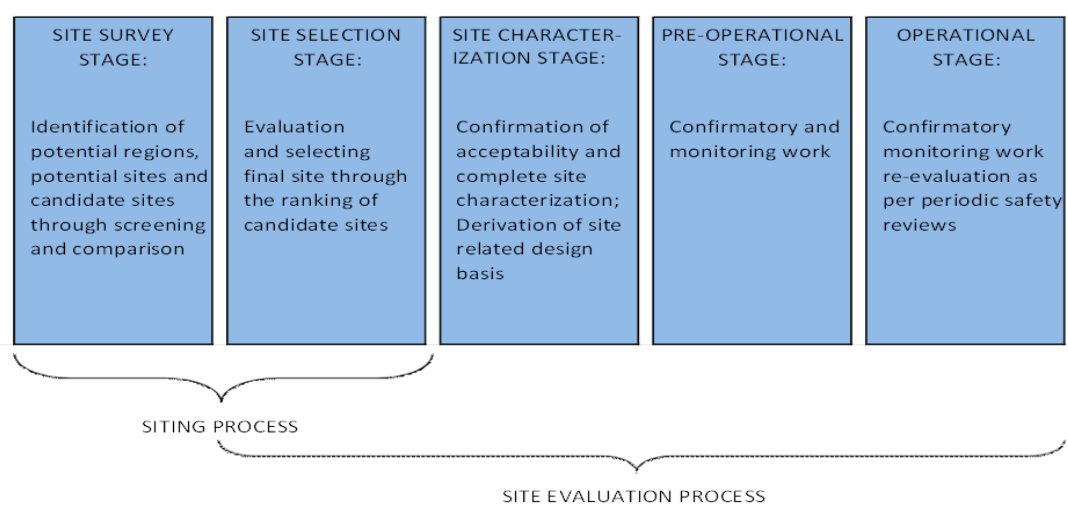 SITE SURVEY
STAGE:
Identification of
potential regions,
potential sites and
candidate sites
through screening
and comparison
SITE SELECTION
STAGE:
Evaluation
and selecting
final site through
the ranking of
candidate sites
SITE CHARACTER-
IZATION STAGE:
Confirmation of
acceptability and
complete site
characterization;
Derivation of site
related design
basis
PRE-OPERATIONAL
STAGE:
Confirmatory and
monitoring work
OPERATIONAL
STAGE:
Confirmatory
monitoring work
re-evaluation as
per periodic safety
reviews
SITING PROCESS
SITE EVALUATION PROCESS